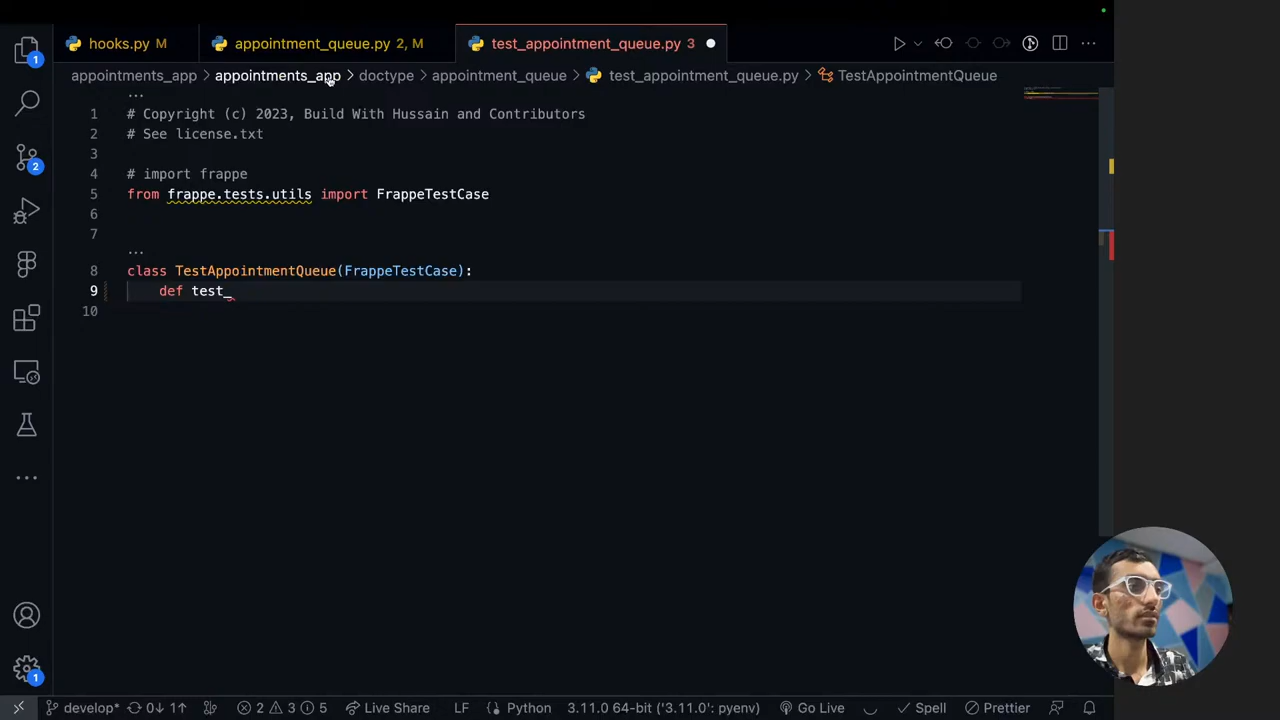 hooks.py M
appointment_queue.py 2, M
test_appointment_queue.py 3
appointments_app > appointments_app > doctype > appointment_queue > test_appointment_queue.py > TestAppointmentQueue
...
1 # Copyright (c) 2023, Build With Hussain and Contributors
2 # See license.txt
3
4 # import frappe
5 from frappe.tests.utils import FrappeTestCase
6
7
...
8 class TestAppointmentQueue(FrappeTestCase):
9 def test_
10
1
2
1
develop* 0↓ 1↑ 2 3 5 Live Share LF Python 3.11.0 64-bit ('3.11.0': pyenv) Go Live Spell Prettier